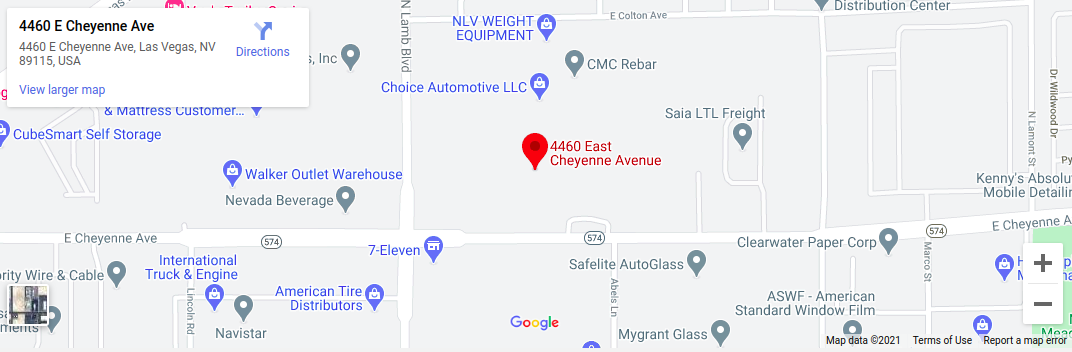 4460 E Cheyenne Ave
4460 E Cheyenne Ave, Las Vegas, NV
89115, USA
Directions
View larger map
N Lamb Blvd
NLV WEIGHT
EQUIPMENT
E Colton Ave
Distribution Center
Inc
CMC Rebar
Choice Automotive LLC
& Mattress Customer...
CubeSmart Self Storage
Saia LTL Freight
Dr Wildwood Dr
N Lamont St
4460 East
Cheyenne Avenue
Walker Outlet Warehouse
Nevada Beverage
Kenny's Absolut
Mobile Detailin
E Cheyenne Ave
574
7-Eleven
574
Clearwater Paper Corp
574
E Cheyenne A
International
Truck & Engine
Safelite AutoGlass
Marco St
rity Wire & Cable
Lincoln Rd
American Tire
Distributors
Abels Ln
ASWF - American
Standard Window Film
Navistar
Google
Mygrant Glass
Map data ©2021
Terms of Use
Report a map error